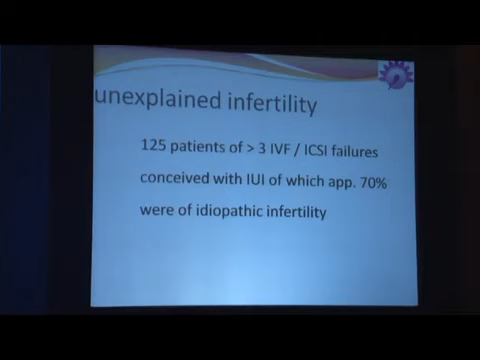 unexplained infertility
125 patients of > 3 IVF / ICSI failures
conceived with IUI of which app. 70%
were of idiopathic infertility